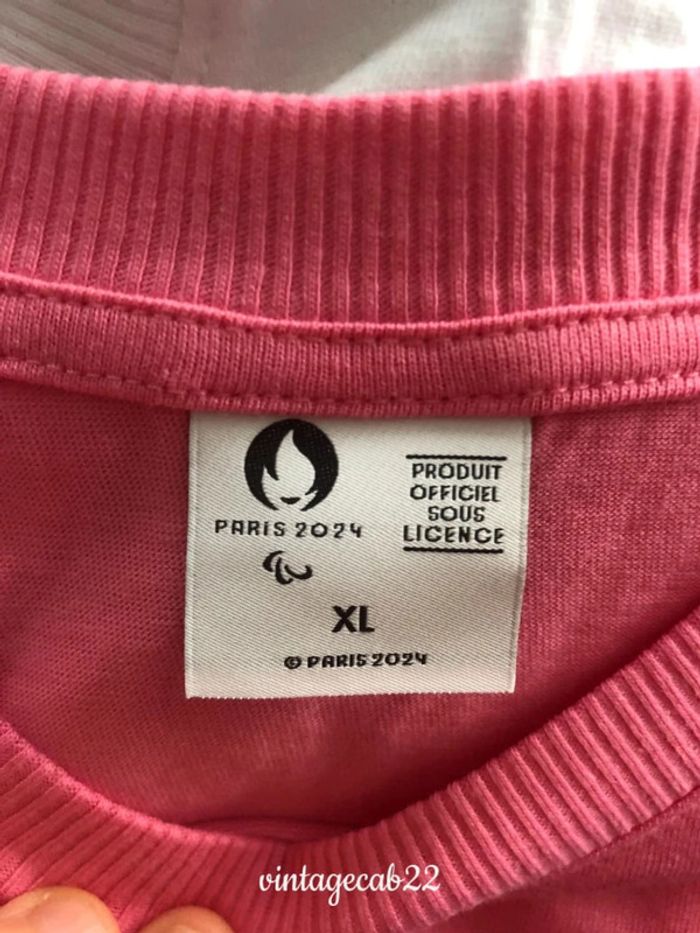 PARIS 2024
PRODUIT
OFFICIEL
SOUS
LICENCE
XL
© PARIS 2024
vintagecab22